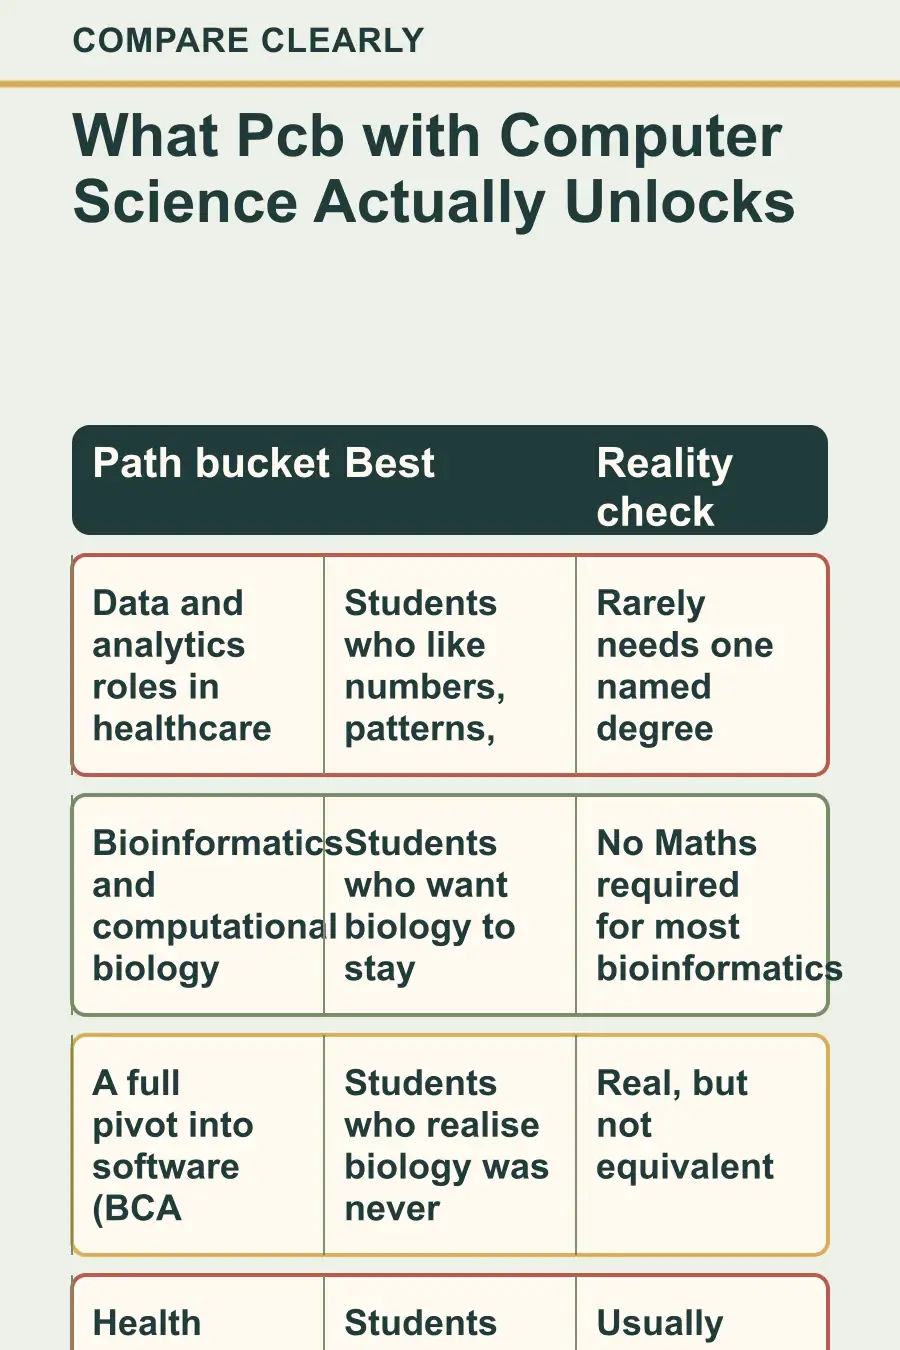 COMPARE CLEARLY
What Pcb with Computer
Science Actually Unlocks
Path bucket
Best
Reality
check
Data and
analytics
roles in
healthcare
Students
who like
numbers,
patterns,
Rarely
needs one
named
degree
Bioinformatics
and
computational
biology
Students
who want
biology to
stay
No Maths
required
for most
bioinformatics
A full
pivot into
software
(BCA
Students
who realise
biology was
never
Real, but
not
equivalent
Health
Students
Usually